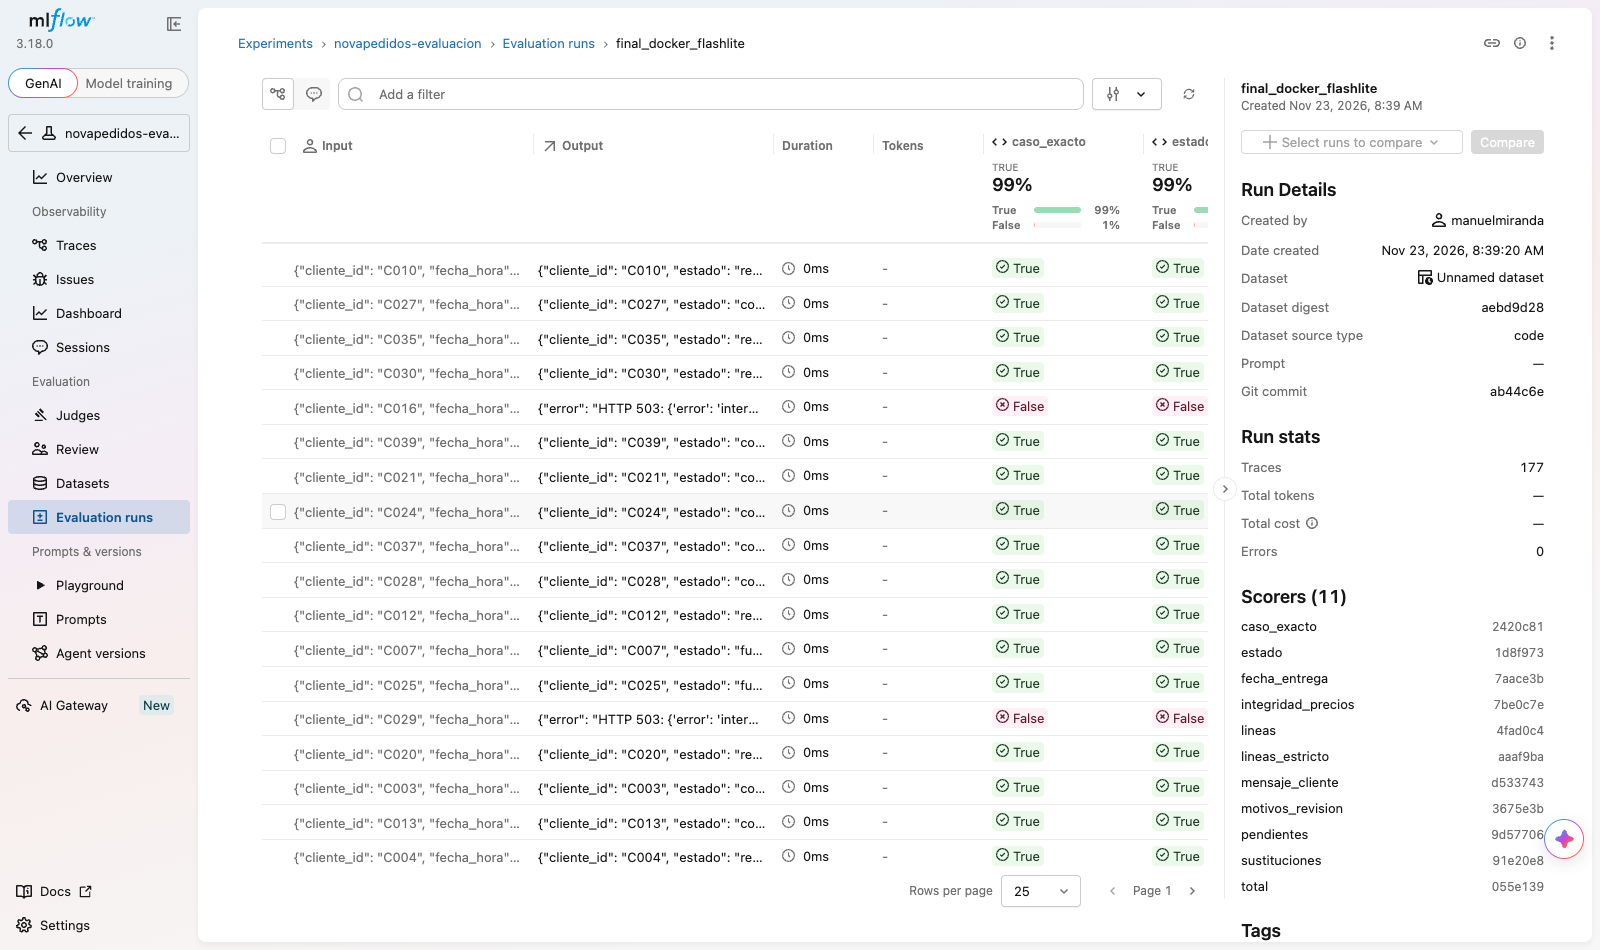 mlflow
3.18.0
GenAI Model training
novapedidos-eva...
Overview
Observability
Traces
Issues
Dashboard
Sessions
Evaluation
Judges
Review
Datasets
Evaluation runs
Prompts & versions
Playground
Prompts
Agent versions
AI Gateway New
Docs
Settings
Experiments › novapedidos-evaluacion › Evaluation runs › final_docker_flashlite
Add a filter
Input Output Duration Tokens <> caso_exacto <> estado
TRUE TRUE
99% 99%
True 99% True
False 1% False
{"cliente_id": "C010", "fecha_hora"... {"cliente_id": "C010", "estado": "re... 0ms - True True
{"cliente_id": "C027", "fecha_hora"... {"cliente_id": "C027", "estado": "co... 0ms - True True
{"cliente_id": "C035", "fecha_hora"... {"cliente_id": "C035", "estado": "re... 0ms - True True
{"cliente_id": "C030", "fecha_hora"... {"cliente_id": "C030", "estado": "re... 0ms - True True
{"cliente_id": "C016", "fecha_hora"... {"error": "HTTP 503: {'error': 'inter... 0ms - False False
{"cliente_id": "C039", "fecha_hora"... {"cliente_id": "C039", "estado": "co... 0ms - True True
{"cliente_id": "C021", "fecha_hora"... {"cliente_id": "C021", "estado": "co... 0ms - True True
{"cliente_id": "C024", "fecha_hora"... {"cliente_id": "C024", "estado": "co... 0ms - True True
{"cliente_id": "C037", "fecha_hora"... {"cliente_id": "C037", "estado": "co... 0ms - True True
{"cliente_id": "C028", "fecha_hora"... {"cliente_id": "C028", "estado": "co... 0ms - True True
{"cliente_id": "C012", "fecha_hora"... {"cliente_id": "C012", "estado": "re... 0ms - True True
{"cliente_id": "C007", "fecha_hora"... {"cliente_id": "C007", "estado": "fu... 0ms - True True
{"cliente_id": "C025", "fecha_hora"... {"cliente_id": "C025", "estado": "fu... 0ms - True True
{"cliente_id": "C029", "fecha_hora"... {"error": "HTTP 503: {'error': 'inter... 0ms - False False
{"cliente_id": "C020", "fecha_hora"... {"cliente_id": "C020", "estado": "re... 0ms - True True
{"cliente_id": "C003", "fecha_hora"... {"cliente_id": "C003", "estado": "co... 0ms - True True
{"cliente_id": "C013", "fecha_hora"... {"cliente_id": "C013", "estado": "co... 0ms - True True
{"cliente_id": "C004", "fecha_hora"... {"cliente_id": "C004", "estado": "re... 0ms - True True
Rows per page 25 ‹ Page 1 ›
final_docker_flashlite
Created Nov 23, 2026, 8:39 AM
Select runs to compare Compare
Run Details
Created by manuelmiranda
Date created Nov 23, 2026, 8:39:20 AM
Dataset Unnamed dataset
Dataset digest aebd9d28
Dataset source type code
Prompt —
Git commit ab44c6e
Run stats
Traces 177
Total tokens —
Total cost —
Errors 0
Scorers (11)
caso_exacto 2420c81
estado 1d8f973
fecha_entrega 7aace3b
integridad_precios 7be0c7e
lineas 4fad0c4
lineas_estricto aaaf9ba
mensaje_cliente d533743
motivos_revision 3675e3b
pendientes 9d57706
sustituciones 91e20e8
total 055e139
Tags